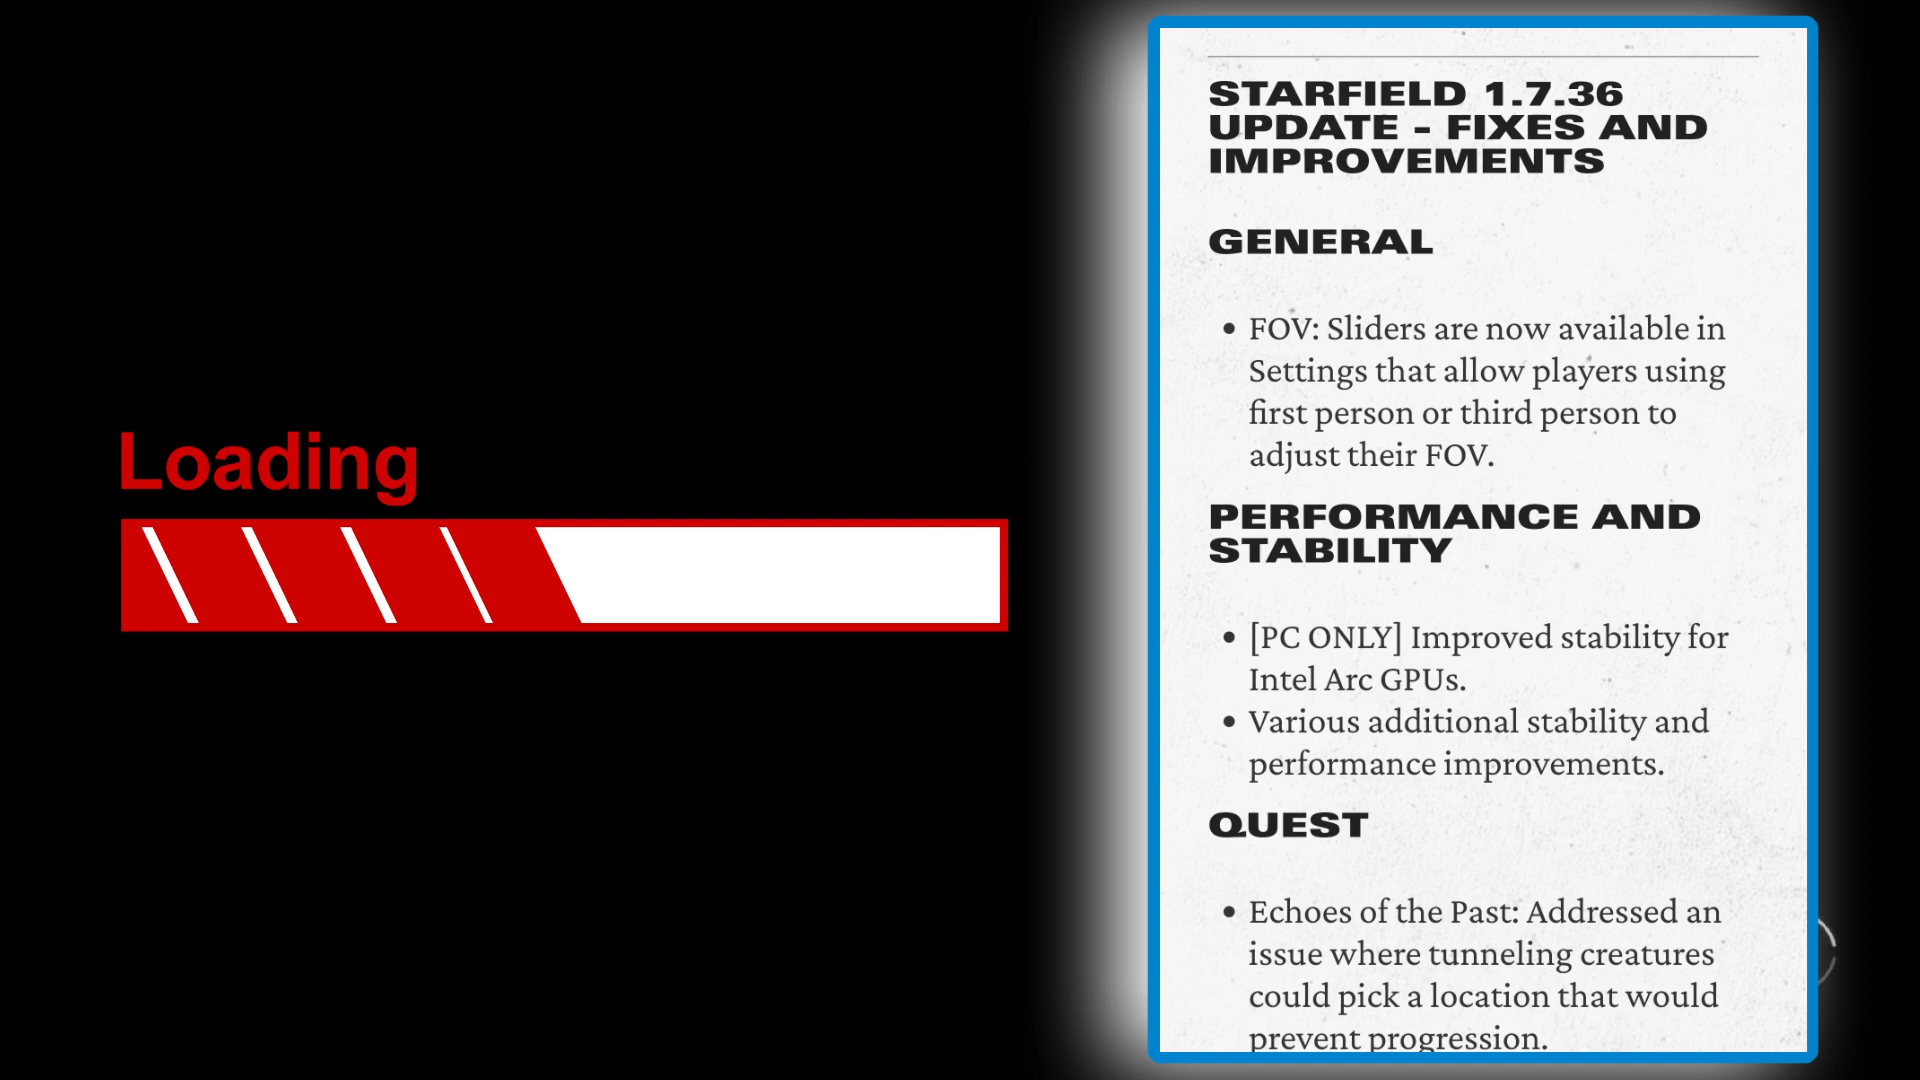 Loading
STARFIELD 1.7.36
UPDATE - FIXES AND
IMPROVEMENTS
GENERAL
• FOV: Sliders are now available in
Settings that allow players using
first person or third person to
adjust their FOV.
PERFORMANCE AND
STABILITY
• [PC ONLY] Improved stability for
Intel Arc GPUs.
• Various additional stability and
performance improvements.
QUEST
• Echoes of the Past: Addressed an
issue where tunneling creatures
could pick a location that would
prevent progression.